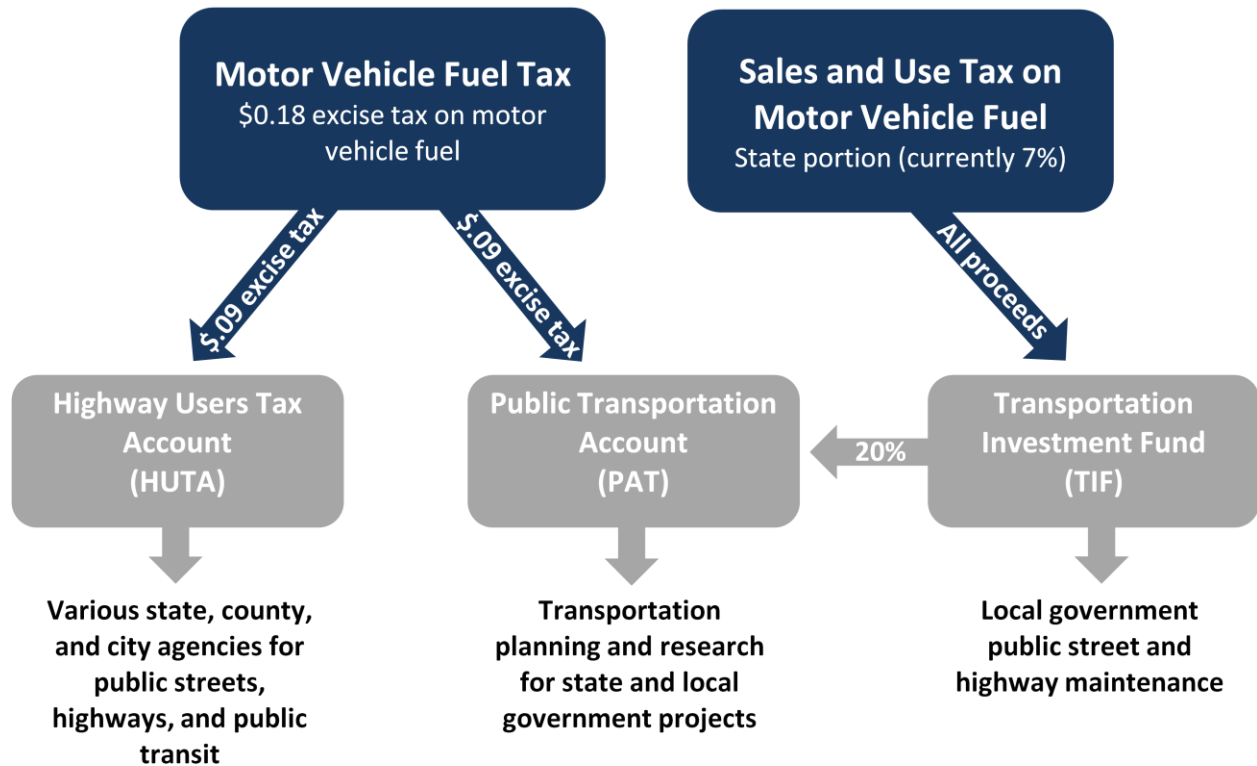 Motor Vehicle Fuel Tax
$0.18 excise tax on motor
vehicle fuel
Sales and Use Tax on
Motor Vehicle Fuel
State portion (currently 7%)
$.09 excise tax
$.09 excise tax
All proceeds
Highway Users Tax
Account
(HUTA)
Public Transportation
Account
(PAT)
20%
Transportation
Investment Fund
(TIF)
Various state, county,
and city agencies for
public streets,
highways, and public
transit
Transportation
planning and research
for state and local
government projects
Local government
public street and
highway maintenance